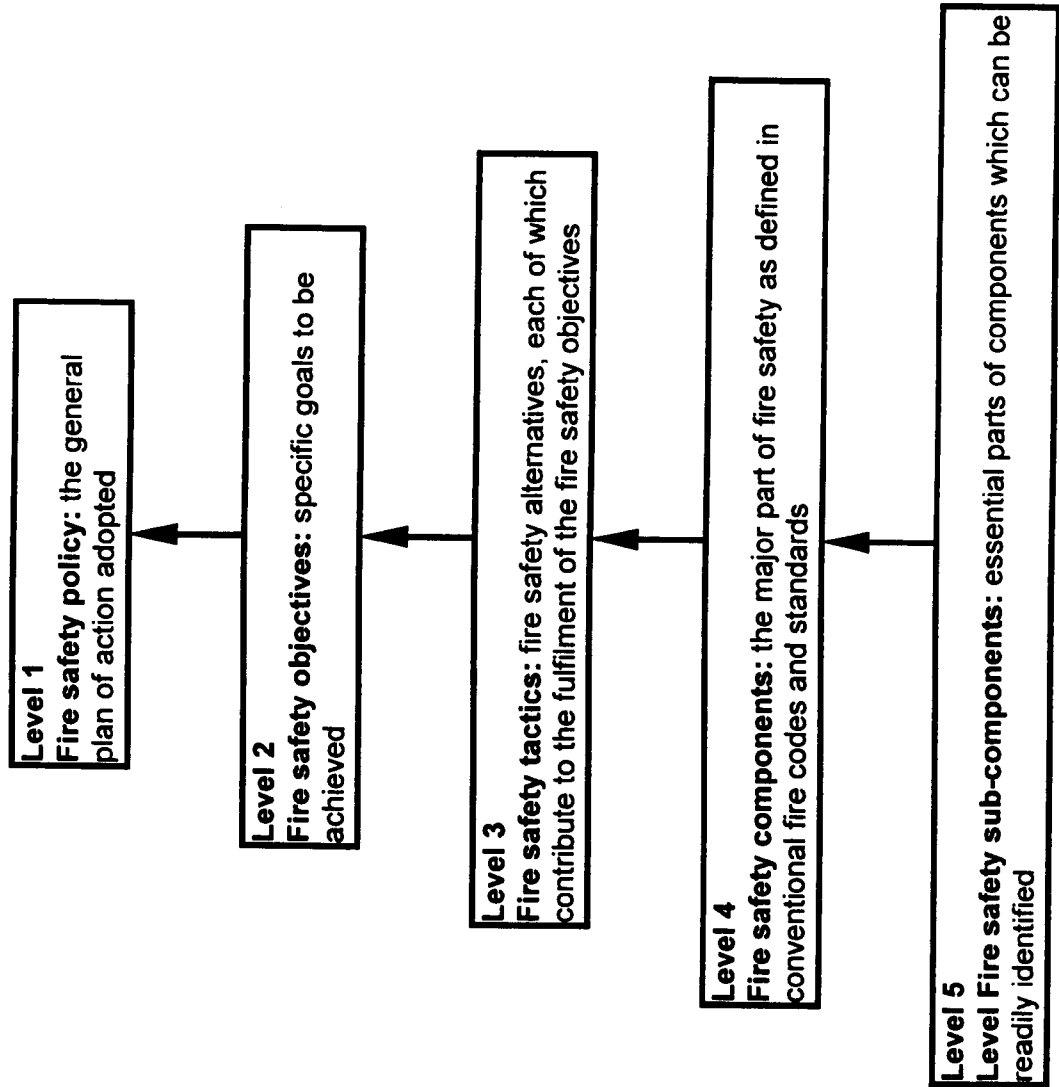 Level 1
Fire safety policy: the general
plan of action adopted
Level 2
Fire safety objectives: specific goals to be
achieved
Level 3
Fire safety tactics: fire safety alternatives, each of which
contribute to the fulfilment of the fire safety objectives
Level 4
Fire safety components: the major part of fire safety as defined in
conventional fire codes and standards
Level 5
Level Fire safety sub-components: essential parts of components which can be
readily identified